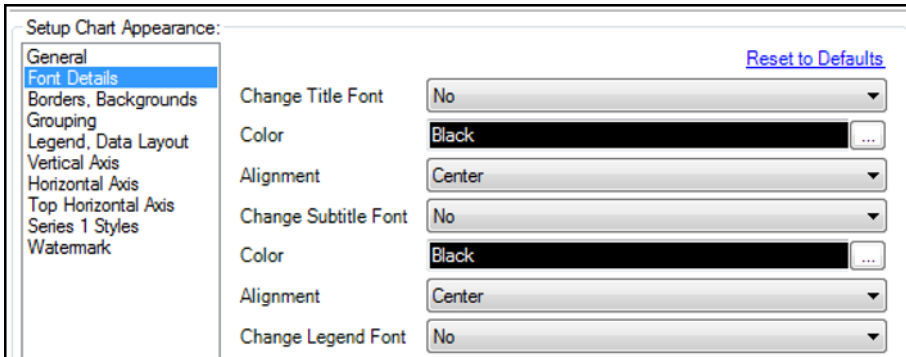 Setup Chart Appearance:
General
Font Details
Borders, Backgrounds
Grouping
Legend, Data Layout
Vertical Axis
Horizontal Axis
Top Horizontal Axis
Series 1 Styles
Watermark
Reset to Defaults
Change Title Font No
Color Black ...
Alignment Center
Change Subtitle Font No
Color Black ...
Alignment Center
Change Legend Font No